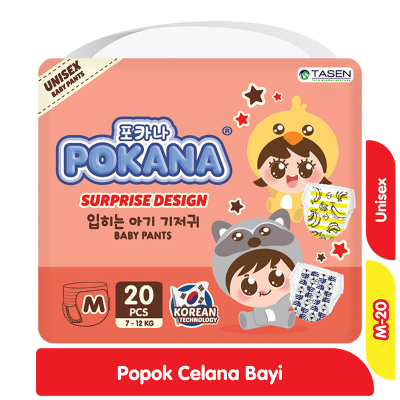 UNISEX
BABY PANTS
TASEN
포카나
POKANA®
SURPRISE DESIGN
입히는 아기 기저귀
BABY PANTS
M
20
PCS
7 - 12 KG
KOREAN
TECHNOLOGY
Unisex
M-20
Popok Celana Bayi